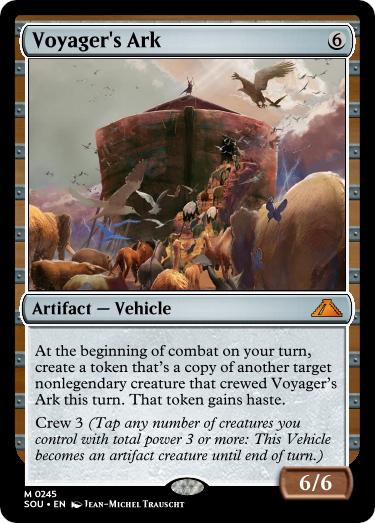 Voyager's Ark 6
Artifact — Vehicle
At the beginning of combat on your turn,
create a token that's a copy of another target
nonlegendary creature that crewed Voyager's
Ark this turn. That token gains haste.
Crew 3 (Tap any number of creatures you
control with total power 3 or more: This Vehicle
becomes an artifact creature until end of turn.)
6/6
M 0245
SOU • EN Jean-Michel Trauscht